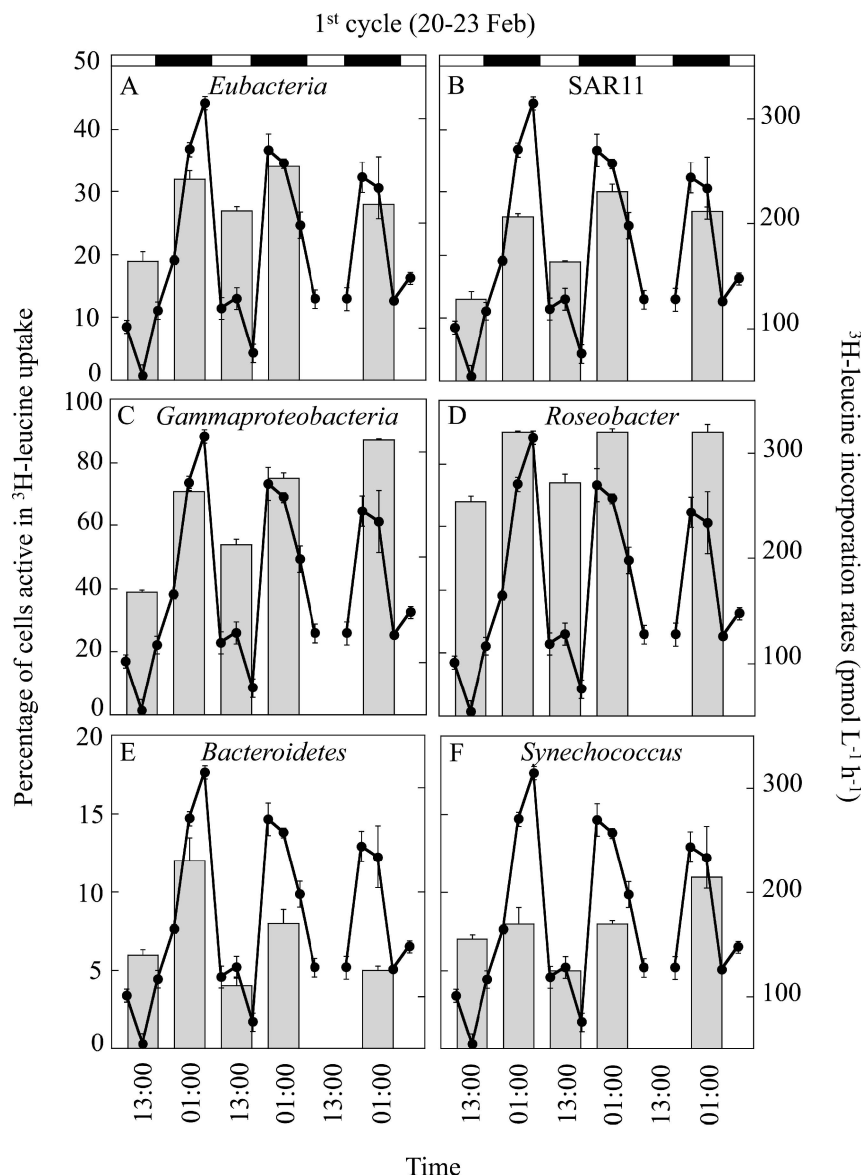 1st cycle (20-23 Feb)
A Eubacteria
B SAR11
50
40
30
20
10
0
300
200
100
C Gammaproteobacteria
D Roseobacter
100
80
60
40
20
0
300
200
100
E Bacteroidetes
F Synechococcus
20
15
10
5
0
300
200
100
Percentage of cells active in ³H-leucine uptake
³H-leucine incorporation rates (pmol L⁻¹ h⁻¹)
13:00 01:00 13:00 01:00 13:00 01:00 13:00 01:00 13:00 01:00 13:00 01:00
Time